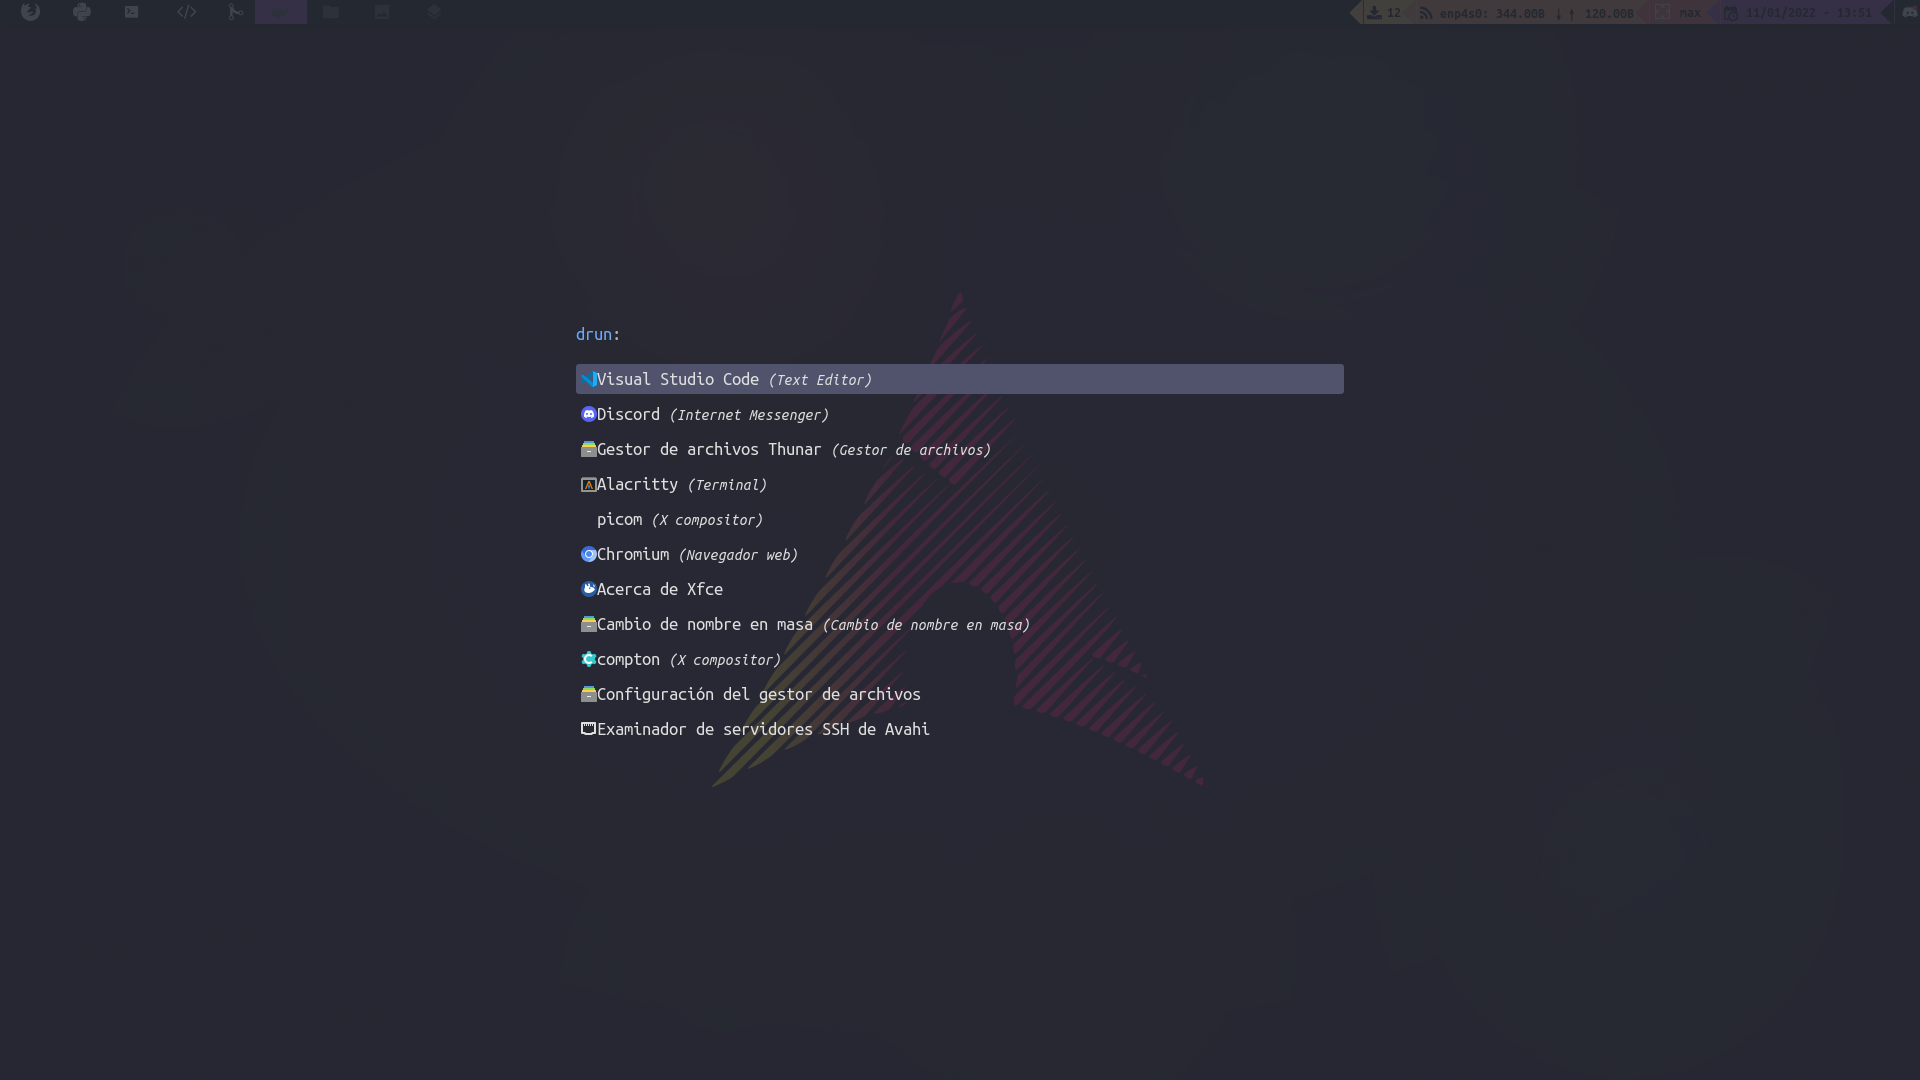 12 enp4s0: 344.00B ↓↑ 120.00B max 11/01/2022 - 13:51
drun:
Visual Studio Code (Text Editor)
Discord (Internet Messenger)
Gestor de archivos Thunar (Gestor de archivos)
Alacritty (Terminal)
picom (X compositor)
Chromium (Navegador web)
Acerca de Xfce
Cambio de nombre en masa (Cambio de nombre en masa)
compton (X compositor)
Configuración del gestor de archivos
Examinador de servidores SSH de Avahi